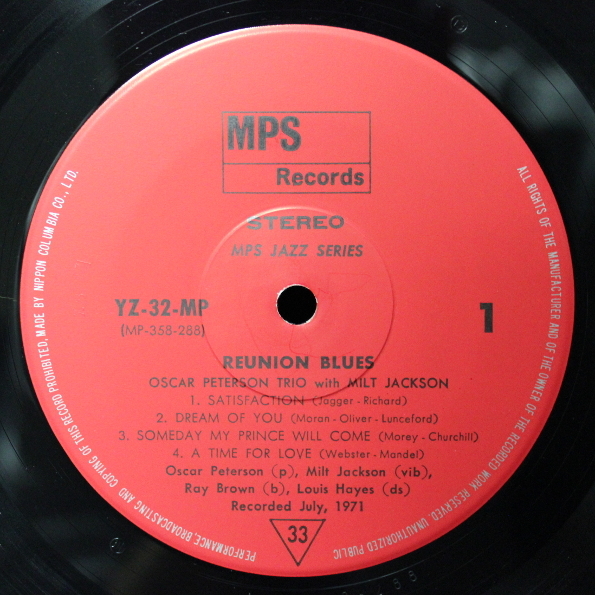 MPS
Records
STEREO
MPS JAZZ SERIES
YZ-32-MP
(MP-358-288)
1
REUNION BLUES
OSCAR PETERSON TRIO with MILT JACKSON
1. SATISFACTION (Jagger-Richard)
2. DREAM OF YOU (Moran-Oliver-Lunceford)
3. SOMEDAY MY PRINCE WILL COME (Morey-Churchill)
4. A TIME FOR LOVE (Webster-Mandel)
Oscar Peterson (p), Milt Jackson (vib),
Ray Brown (b), Louis Hayes (ds)
Recorded July, 1971
33
ALL RIGHTS OF THE MANUFACTURER AND OF THE OWNER OF THE RECORDED WORK RESERVED. UNAUTHORIZED PUBLIC
PERFORMANCE, BROADCASTING AND COPYING OF THIS RECORD PROHIBITED. MADE BY NIPPON COLUMBIA CO., LTD.